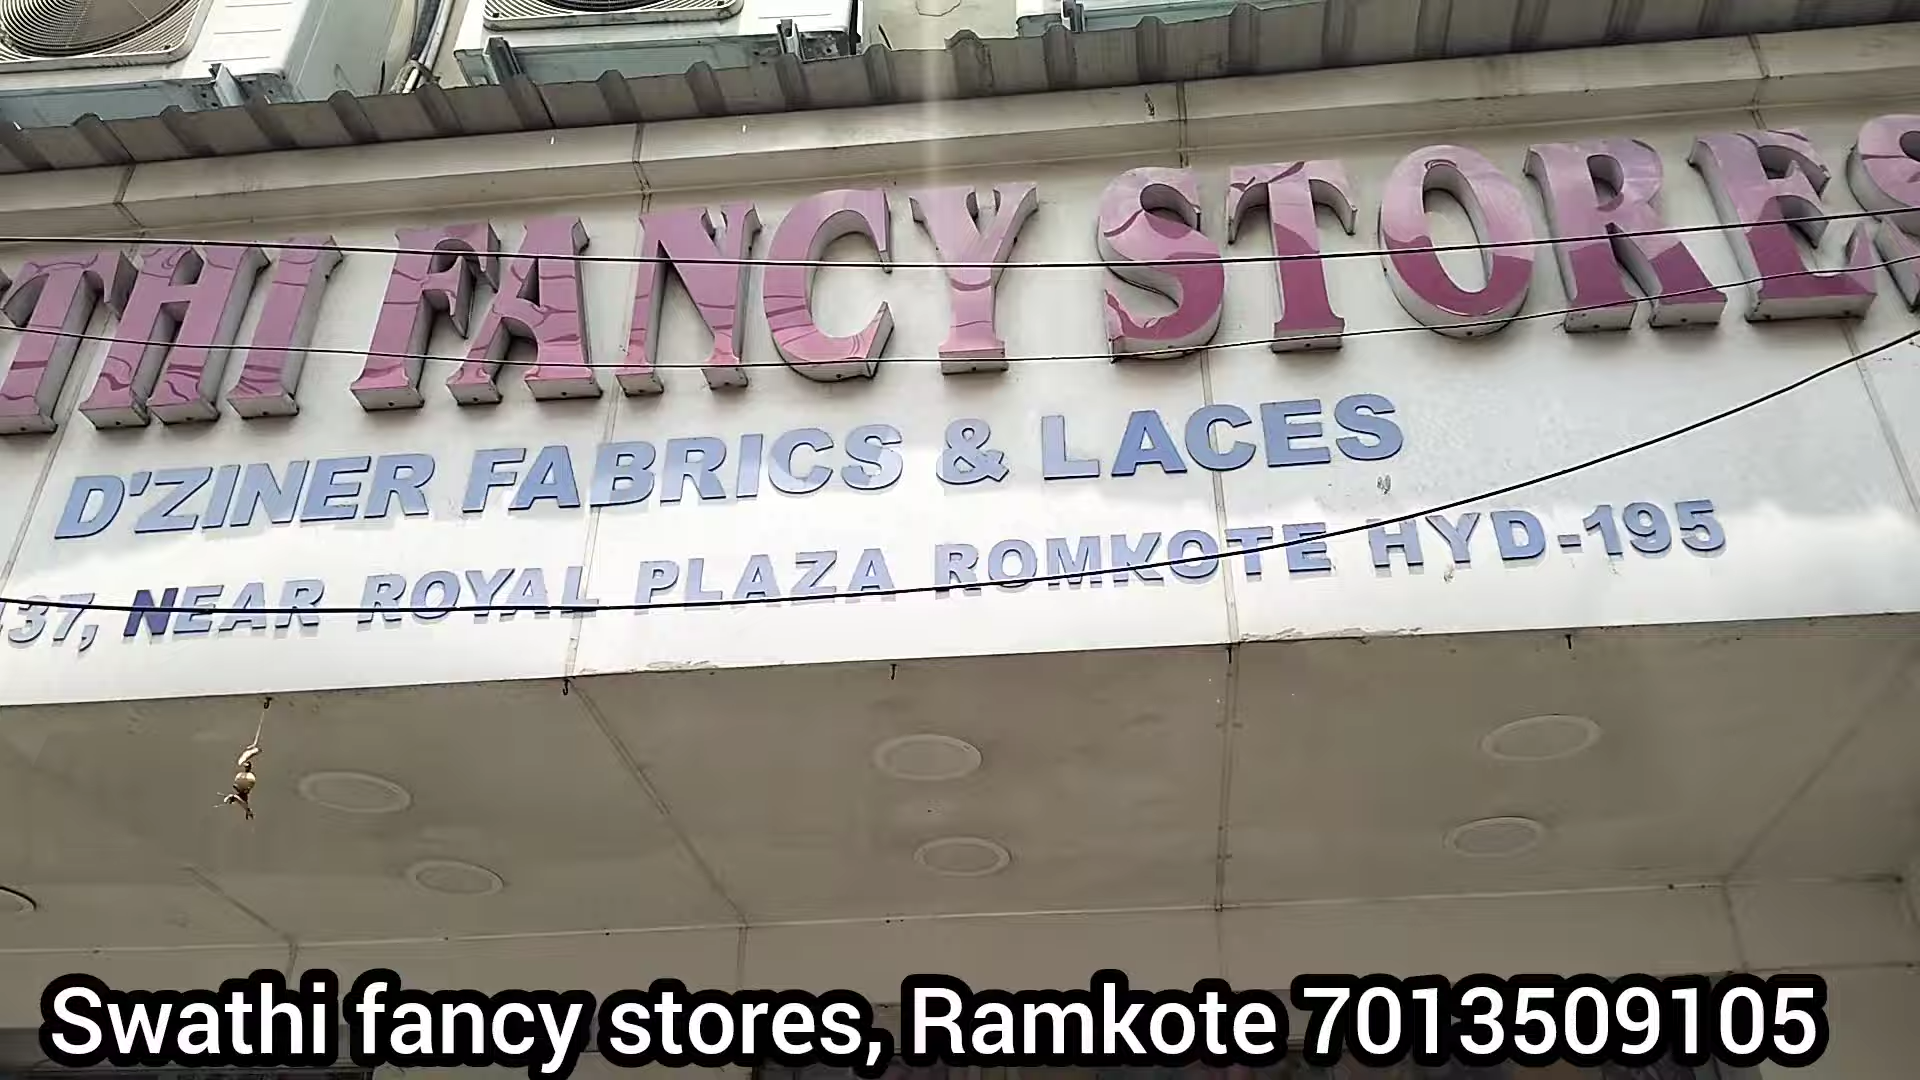 THI FANCY STORES
D'ZINER FABRICS & LACES
37, NEAR ROYAL PLAZA ROMKOTE HYD-195
Swathi fancy stores, Ramkote 7013509105